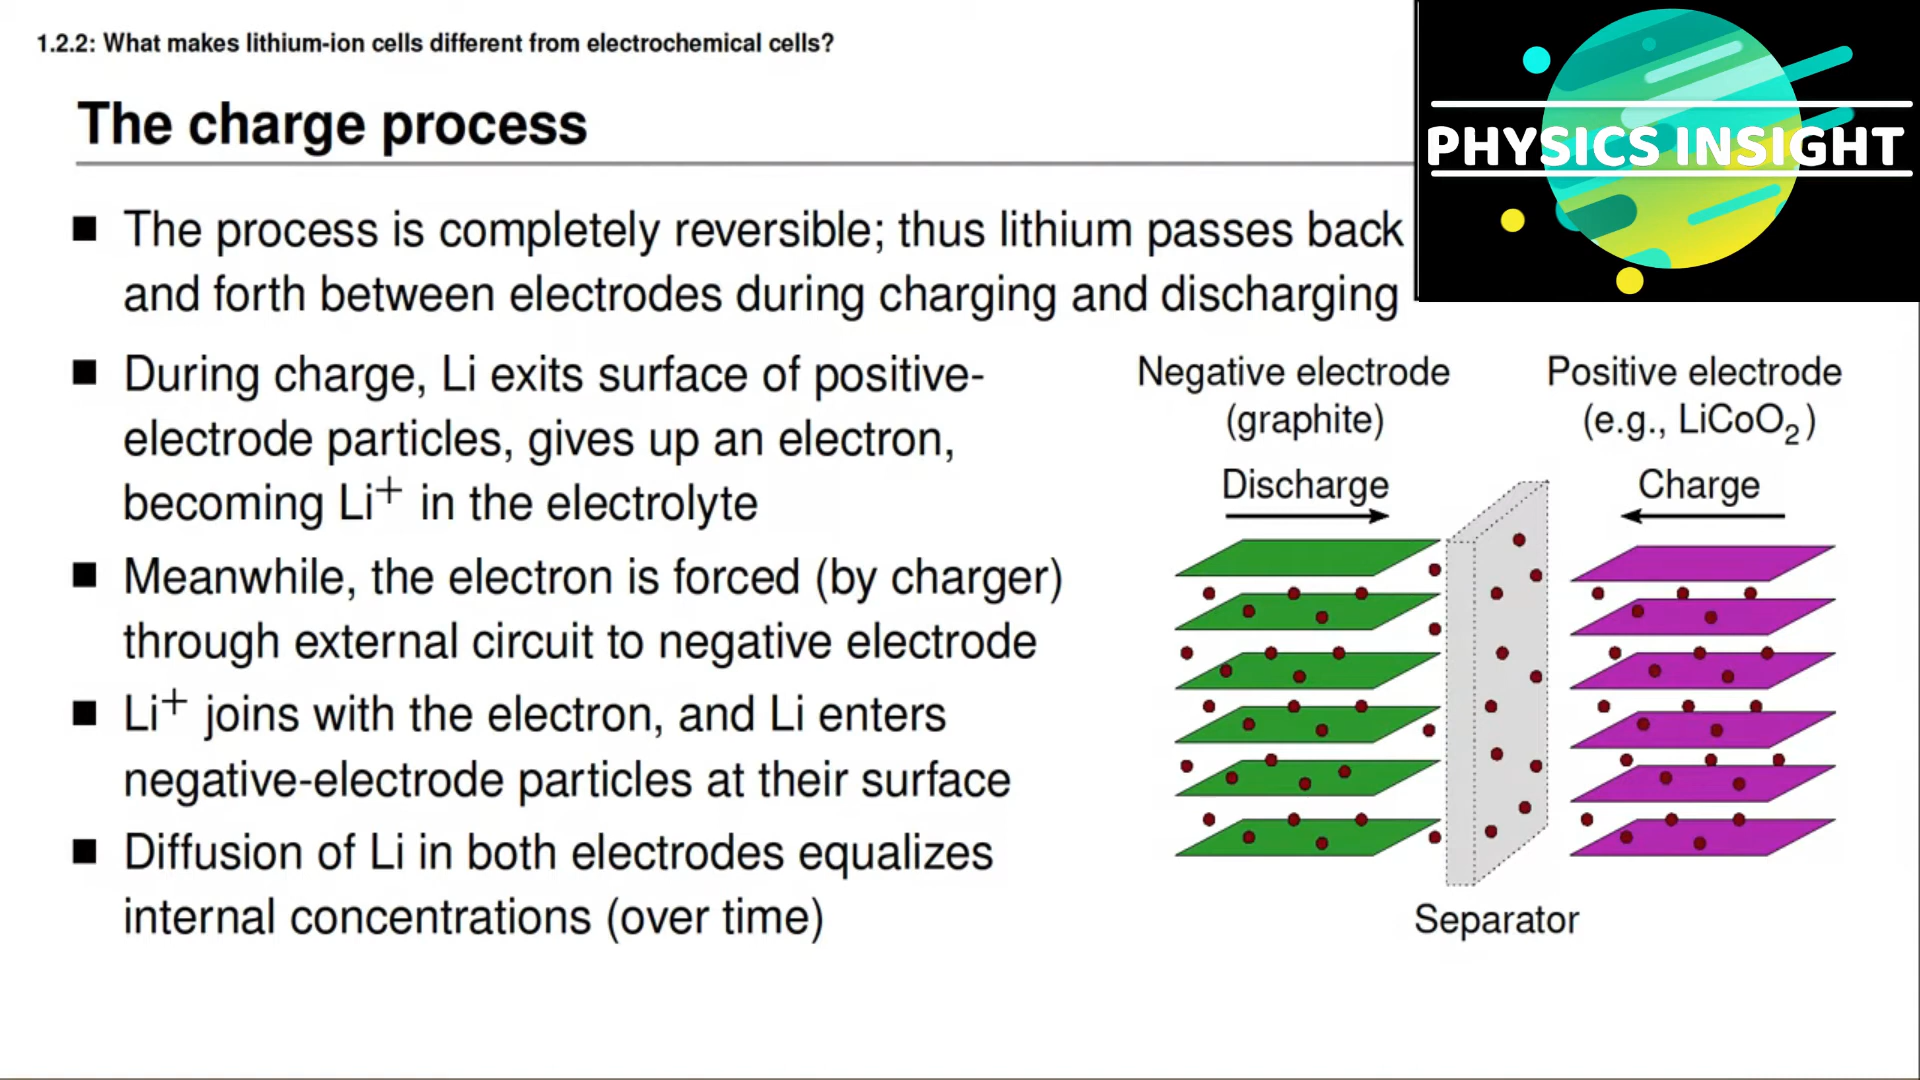 1.2.2: What makes lithium-ion cells different from electrochemical cells?
The charge process
PHYSICS INSIGHT
■ The process is completely reversible; thus lithium passes back
and forth between electrodes during charging and discharging
■ During charge, Li exits surface of positive-
electrode particles, gives up an electron,
becoming Li⁺ in the electrolyte
■ Meanwhile, the electron is forced (by charger)
through external circuit to negative electrode
■ Li⁺ joins with the electron, and Li enters
negative-electrode particles at their surface
■ Diffusion of Li in both electrodes equalizes
internal concentrations (over time)
Negative electrode
(graphite)
Positive electrode
(e.g., LiCoO₂)
Discharge
Charge
Separator